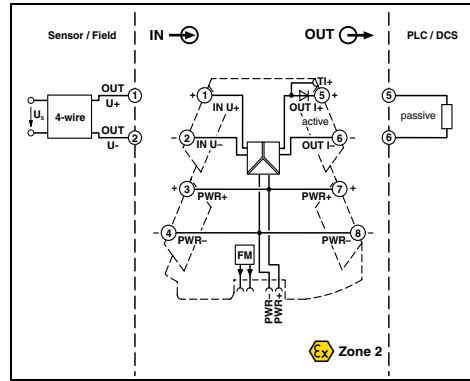 Sensor / Field
IN
OUT
PLC / DCS
OUT
U+
1
+
1
IN U+
TI+
5
+
OUT I+
active
5
Us
4-wire
OUT
U-
2
–
2
IN U–
6
–
OUT I–
6
passive
+
3
PWR+
7
+
PWR+
–
4
PWR–
8
–
PWR–
FM
PWR–
PWR+
Ex
Zone 2